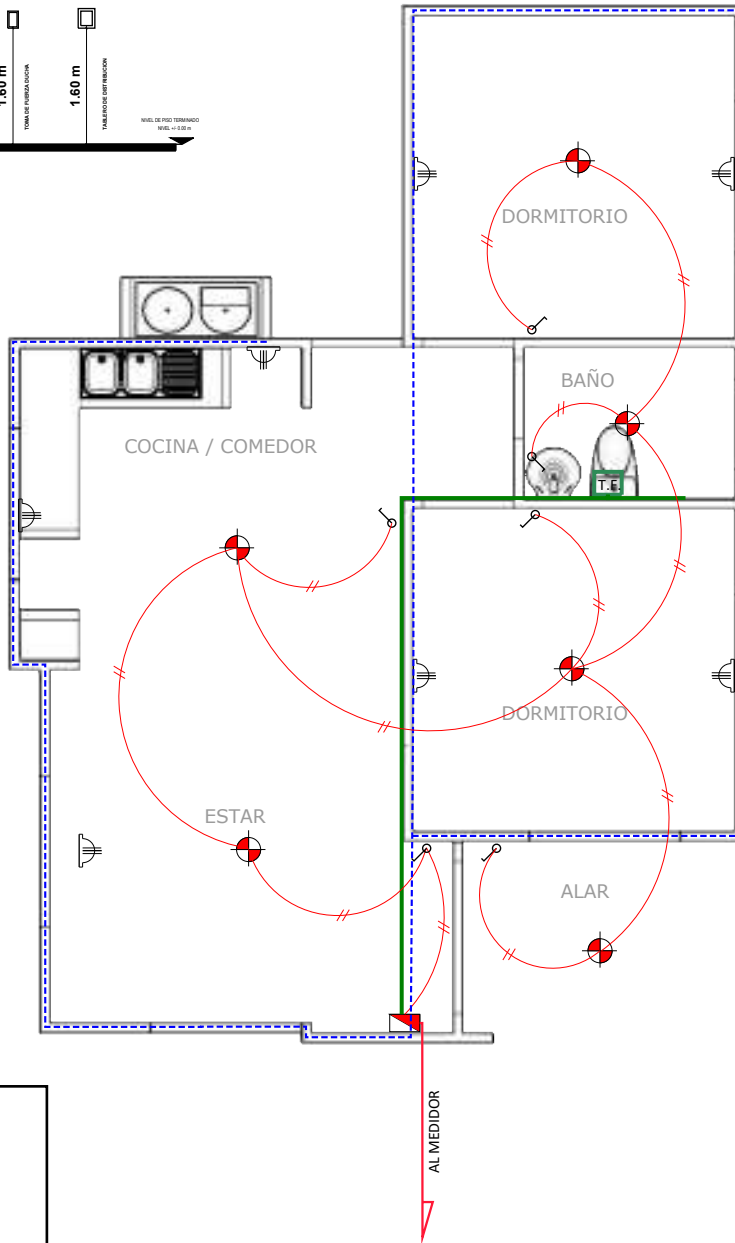 1.60 m
TOMA DE FUERZA DUCHA
1.60 m
TABLERO DE DISTRIBUCION
NIVEL DE PISO TERMINADO
NIVEL +/- 0.00 m
DORMITORIO
BAÑO
COCINA / COMEDOR
T.E.
DORMITORIO
ESTAR
ALAR
AL MEDIDOR